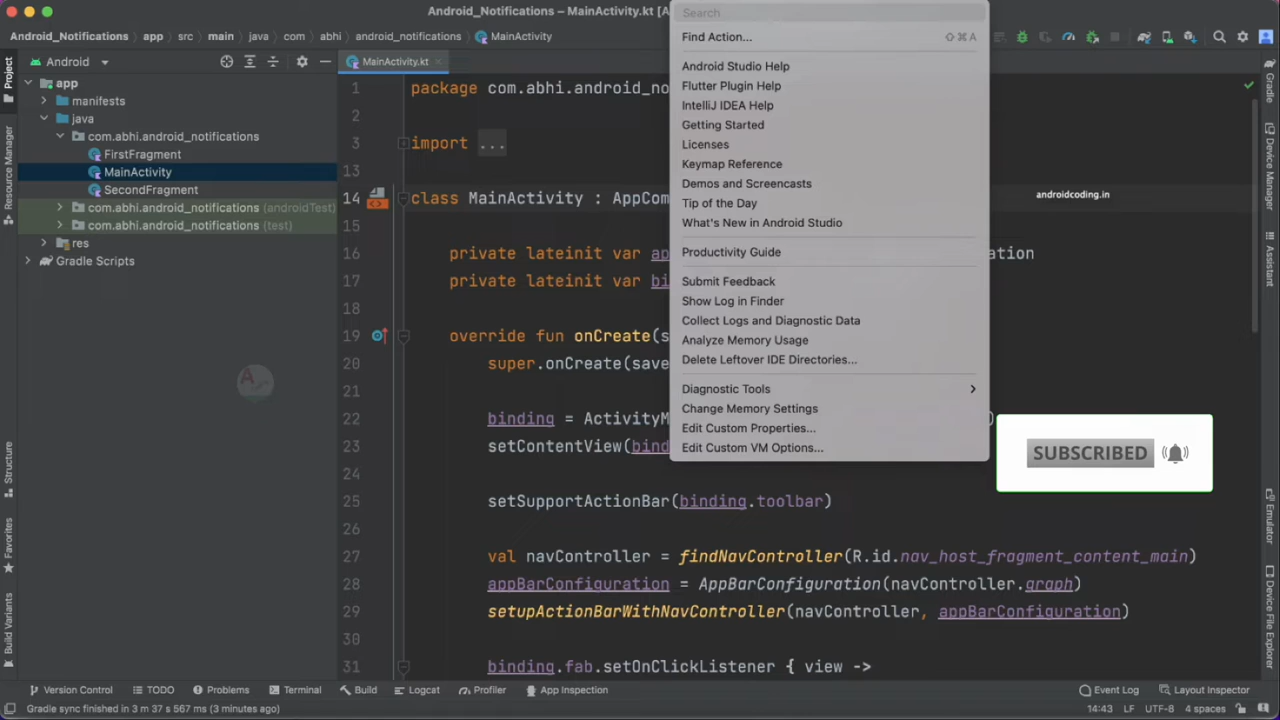 Android_Notifications – MainActivity.kt [A
Android_Notifications
app
src
main
java
com
abhi
android_notifications
MainActivity
Project
Android
MainActivity.kt
app
manifests
java
com.abhi.android_notifications
FirstFragment
MainActivity
SecondFragment
com.abhi.android_notifications (androidTest)
com.abhi.android_notifications (test)
res
Gradle Scripts
Resource Manager
Structure
Favorites
Build Variants
1 package com.abhi.android_no
2
3 import ...
13
14 class MainActivity : AppCom
15
16 private lateinit var ap ation
17 private lateinit var bi
18
19 override fun onCreate(s
20 super.onCreate(save
21
22 binding = ActivityM )
23 setContentView(bind
24
25 setSupportActionBar(binding.toolbar)
26
27 val navController = findNavController(R.id.nav_host_fragment_content_main)
28 appBarConfiguration = AppBarConfiguration(navController.graph)
29 setupActionBarWithNavController(navController, appBarConfiguration)
30
31 binding.fab.setOnClickListener { view ->
Search
Find Action... ⇧⌘A
Android Studio Help
Flutter Plugin Help
IntelliJ IDEA Help
Getting Started
Licenses
Keymap Reference
Demos and Screencasts
Tip of the Day
What's New in Android Studio
Productivity Guide
Submit Feedback
Show Log in Finder
Collect Logs and Diagnostic Data
Analyze Memory Usage
Delete Leftover IDE Directories...
Diagnostic Tools
Change Memory Settings
Edit Custom Properties...
Edit Custom VM Options...
androidcoding.in
SUBSCRIBED
Gradle
Device Manager
Assistant
Emulator
Device File Explorer
Version Control
TODO
Problems
Terminal
Build
Logcat
Profiler
App Inspection
Event Log
Layout Inspector
Gradle sync finished in 3 m 37 s 567 ms (3 minutes ago)
14:43 LF UTF-8 4 spaces